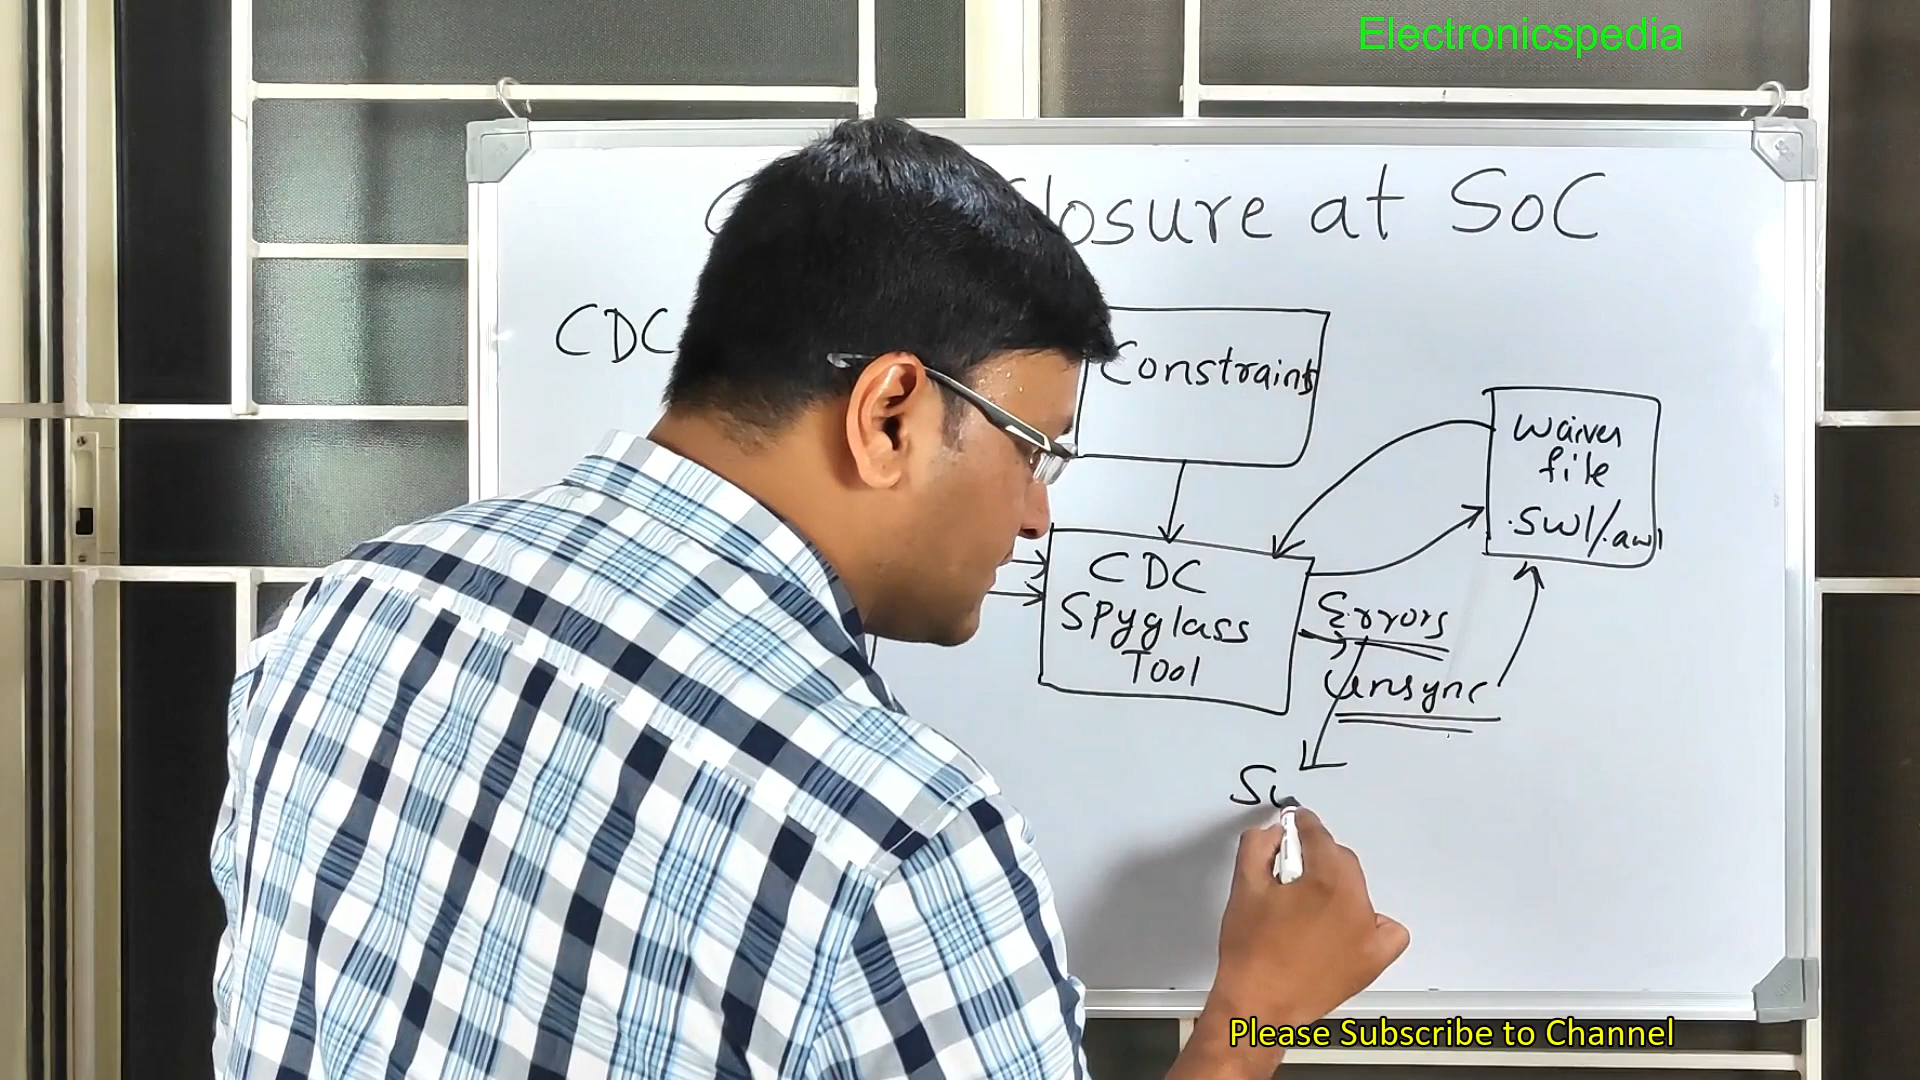 Electronicspedia
losure at SoC
CDC
Constraints
Waiver
file
.swl/.awl
CDC
Spyglass
Tool
Errors
Unsync
Please Subscribe to Channel